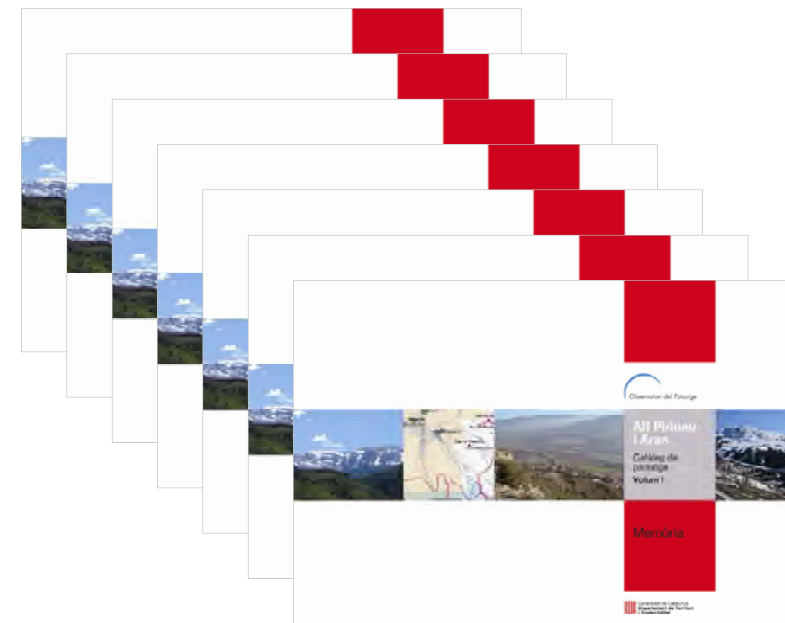 Observatori del Paisatge
Alt Pirineu
i Aran
Catàleg de
paisatge
Volum I
Memòria
Generalitat de Catalunya
Departament de Territori
i Sostenibilitat